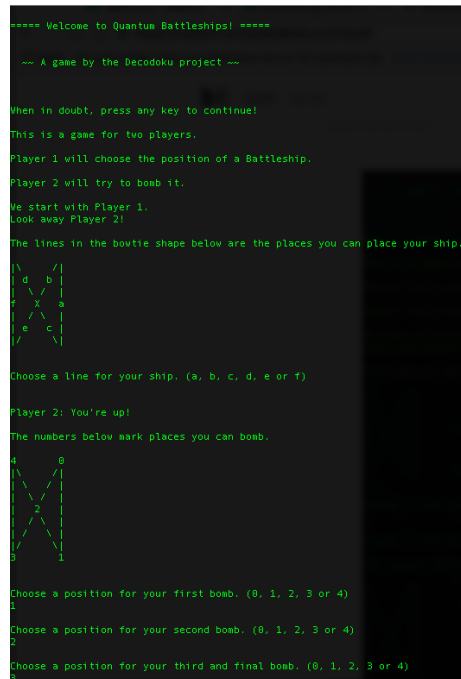 ===== Welcome to Quantum Battleships! =====
~~ A game by the Decodoku project ~~
When in doubt, press any key to continue!
This is a game for two players.
Player 1 will choose the position of a Battleship.
Player 2 will try to bomb it.
We start with Player 1.
Look away Player 2!
The lines in the bowtie shape below are the places you can place your ship.
|\     /|
| d   b |
|  \ /  |
f   X   a
|  / \  |
| e   c |
|/     \|
Choose a line for your ship. (a, b, c, d, e or f)
Player 2: You're up!
The numbers below mark places you can bomb.
4       0
|\     /|
| \   / |
|  \ /  |
|   2   |
|  / \  |
| /   \ |
|/     \|
3       1
Choose a position for your first bomb. (0, 1, 2, 3 or 4)
1
Choose a position for your second bomb. (0, 1, 2, 3 or 4)
2
Choose a position for your third and final bomb. (0, 1, 2, 3 or 4)
3